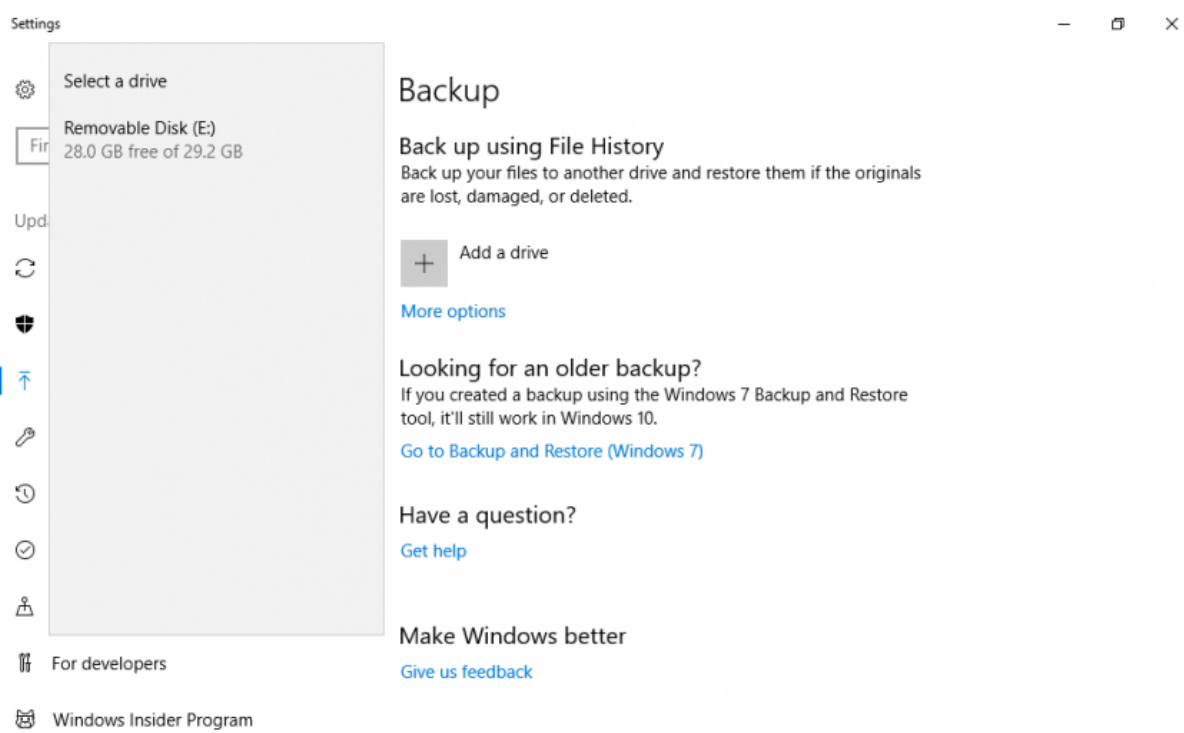 Settings
Select a drive
Removable Disk (E:)
28.0 GB free of 29.2 GB
Fir
Upd
For developers
Windows Insider Program
Backup
Back up using File History
Back up your files to another drive and restore them if the originals
are lost, damaged, or deleted.
Add a drive
More options
Looking for an older backup?
If you created a backup using the Windows 7 Backup and Restore
tool, it'll still work in Windows 10.
Go to Backup and Restore (Windows 7)
Have a question?
Get help
Make Windows better
Give us feedback